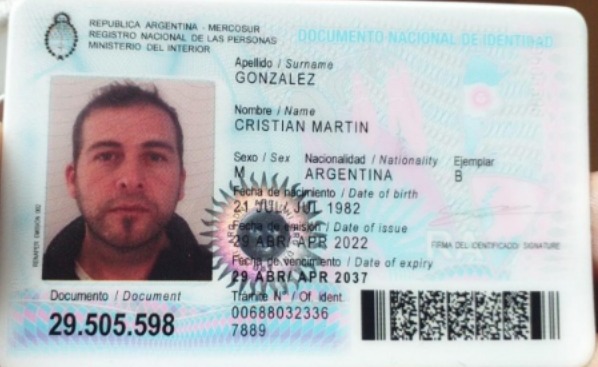 REPUBLICA ARGENTINA - MERCOSUR
REGISTRO NACIONAL DE LAS PERSONAS
MINISTERIO DEL INTERIOR
DOCUMENTO NACIONAL DE IDENTIDAD
Apellido / Surname
GONZALEZ
Nombre / Name
CRISTIAN MARTIN
Sexo / Sex Nacionalidad / Nationality Ejemplar
M ARGENTINA B
Fecha de nacimiento / Date of birth
21 JUL/ JUL 1982
Fecha de emisión / Date of issue
29 ABR/ APR 2022
FIRMA DEL IDENTIFICADO/ SIGNATURE
Fecha de vencimiento / Date of expiry
29 ABR/ APR 2037
Documento / Document
29.505.598
Trámite N° / Of. ident.
00688032336
7889